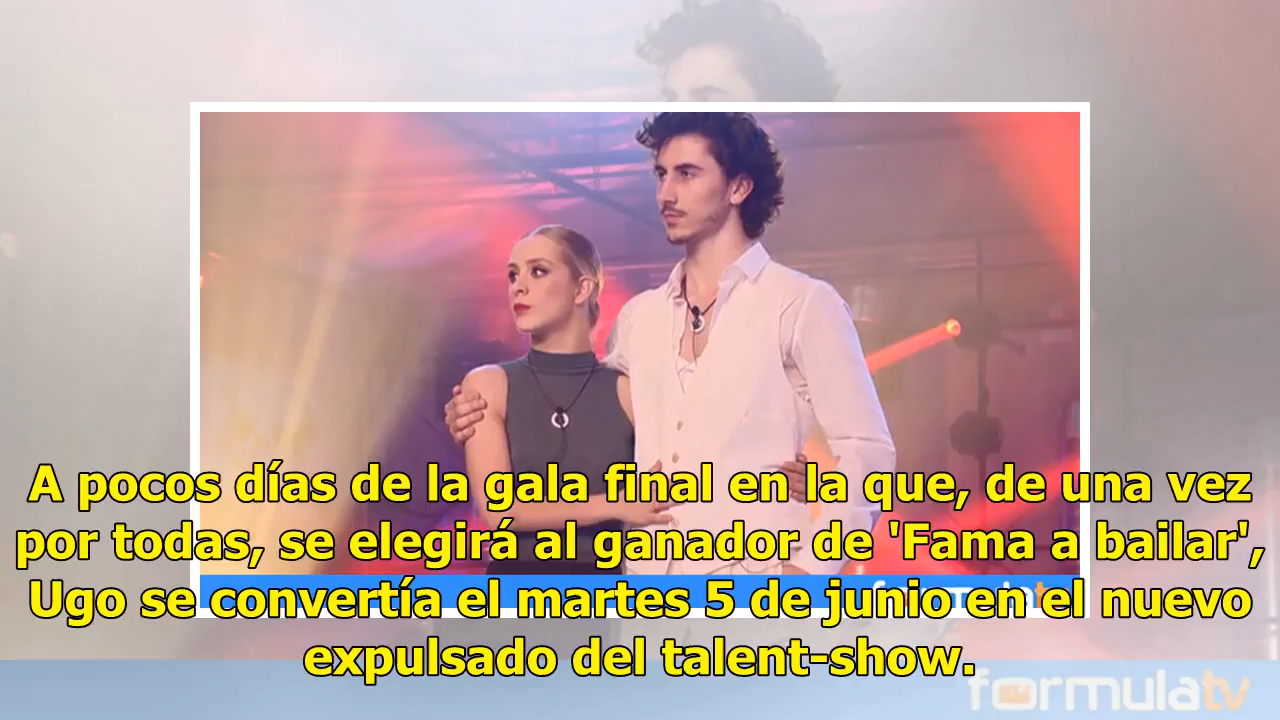 A pocos días de la gala final en la que, de una vez
por todas, se elegirá al ganador de 'Fama a bailar',
Ugo se convertía el martes 5 de junio en el nuevo
expulsado del talent-show.
formulatv
formulatv